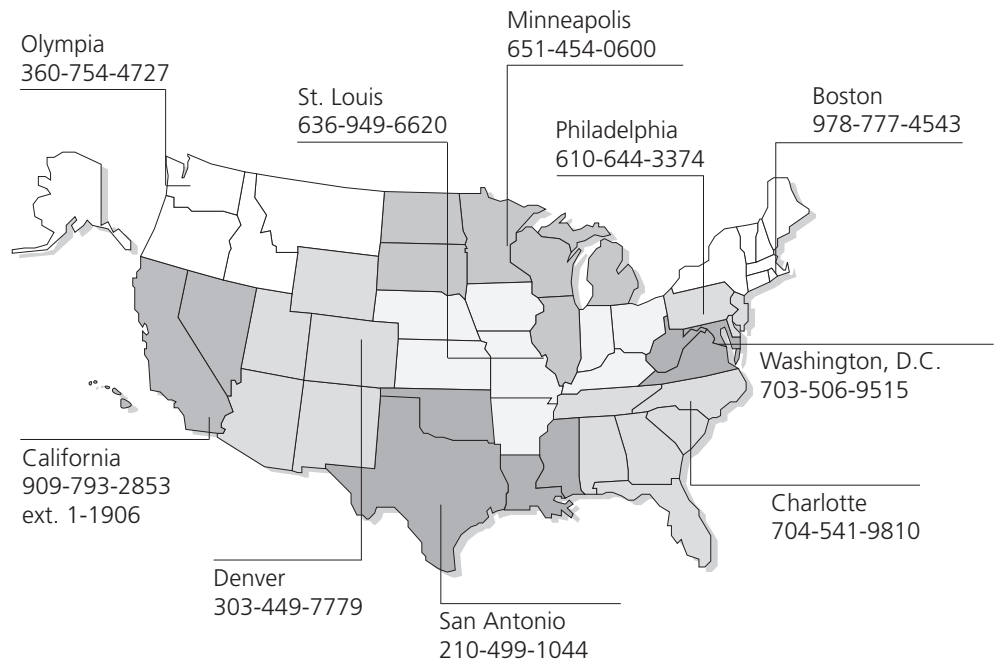 Minneapolis
651-454-0600
Olympia
360-754-4727
St. Louis
636-949-6620
Boston
978-777-4543
Philadelphia
610-644-3374
Washington, D.C.
703-506-9515
California
909-793-2853
ext. 1-1906
Charlotte
704-541-9810
Denver
303-449-7779
San Antonio
210-499-1044